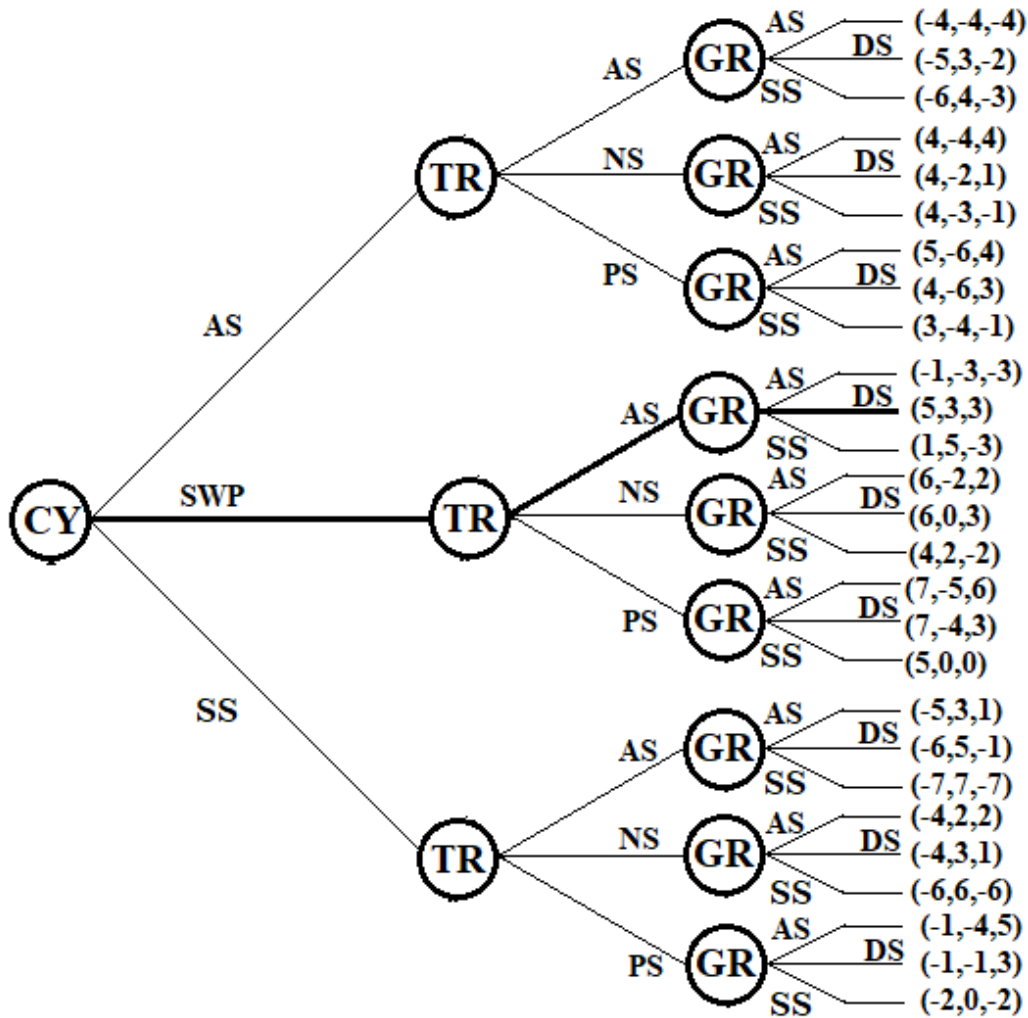 AS (-4,-4,-4)
GR DS (-5,3,-2)
AS SS (-6,4,-3)
AS (4,-4,4)
TR NS GR DS (4,-2,1)
SS (4,-3,-1)
AS (5,-6,4)
PS GR DS (4,-6,3)
SS (3,-4,-1)
AS
AS (-1,-3,-3)
AS GR DS (5,3,3)
SS (1,5,-3)
AS (6,-2,2)
CY SWP TR NS GR DS (6,0,3)
SS (4,2,-2)
AS (7,-5,6)
PS GR DS (7,-4,3)
SS (5,0,0)
SS
AS (-5,3,1)
AS GR DS (-6,5,-1)
SS (-7,7,-7)
AS (-4,2,2)
TR NS GR DS (-4,3,1)
SS (-6,6,-6)
AS (-1,-4,5)
PS GR DS (-1,-1,3)
SS (-2,0,-2)